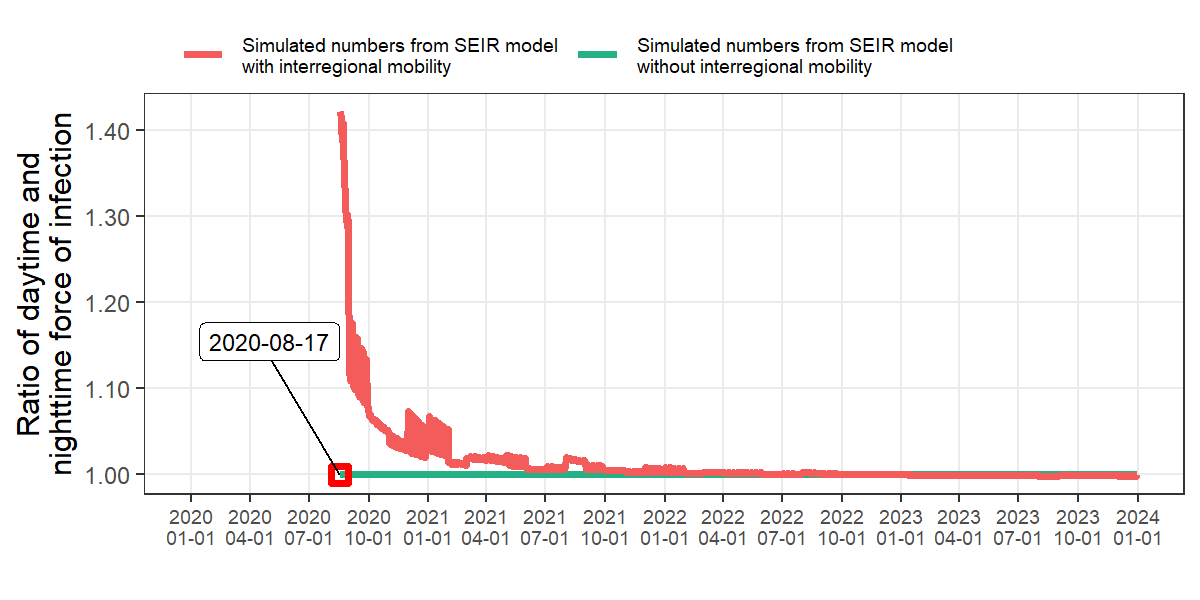 Simulated numbers from SEIR model
with interregional mobility
Simulated numbers from SEIR model
without interregional mobility
Ratio of daytime and
nighttime force of infection
1.40
1.30
1.20
1.10
1.00
2020-08-17
2020 2020 2020 2020 2021 2021 2021 2021 2022 2022 2022 2022 2023 2023 2023 2023 2024
01-01 04-01 07-01 10-01 01-01 04-01 07-01 10-01 01-01 04-01 07-01 10-01 01-01 04-01 07-01 10-01 01-01